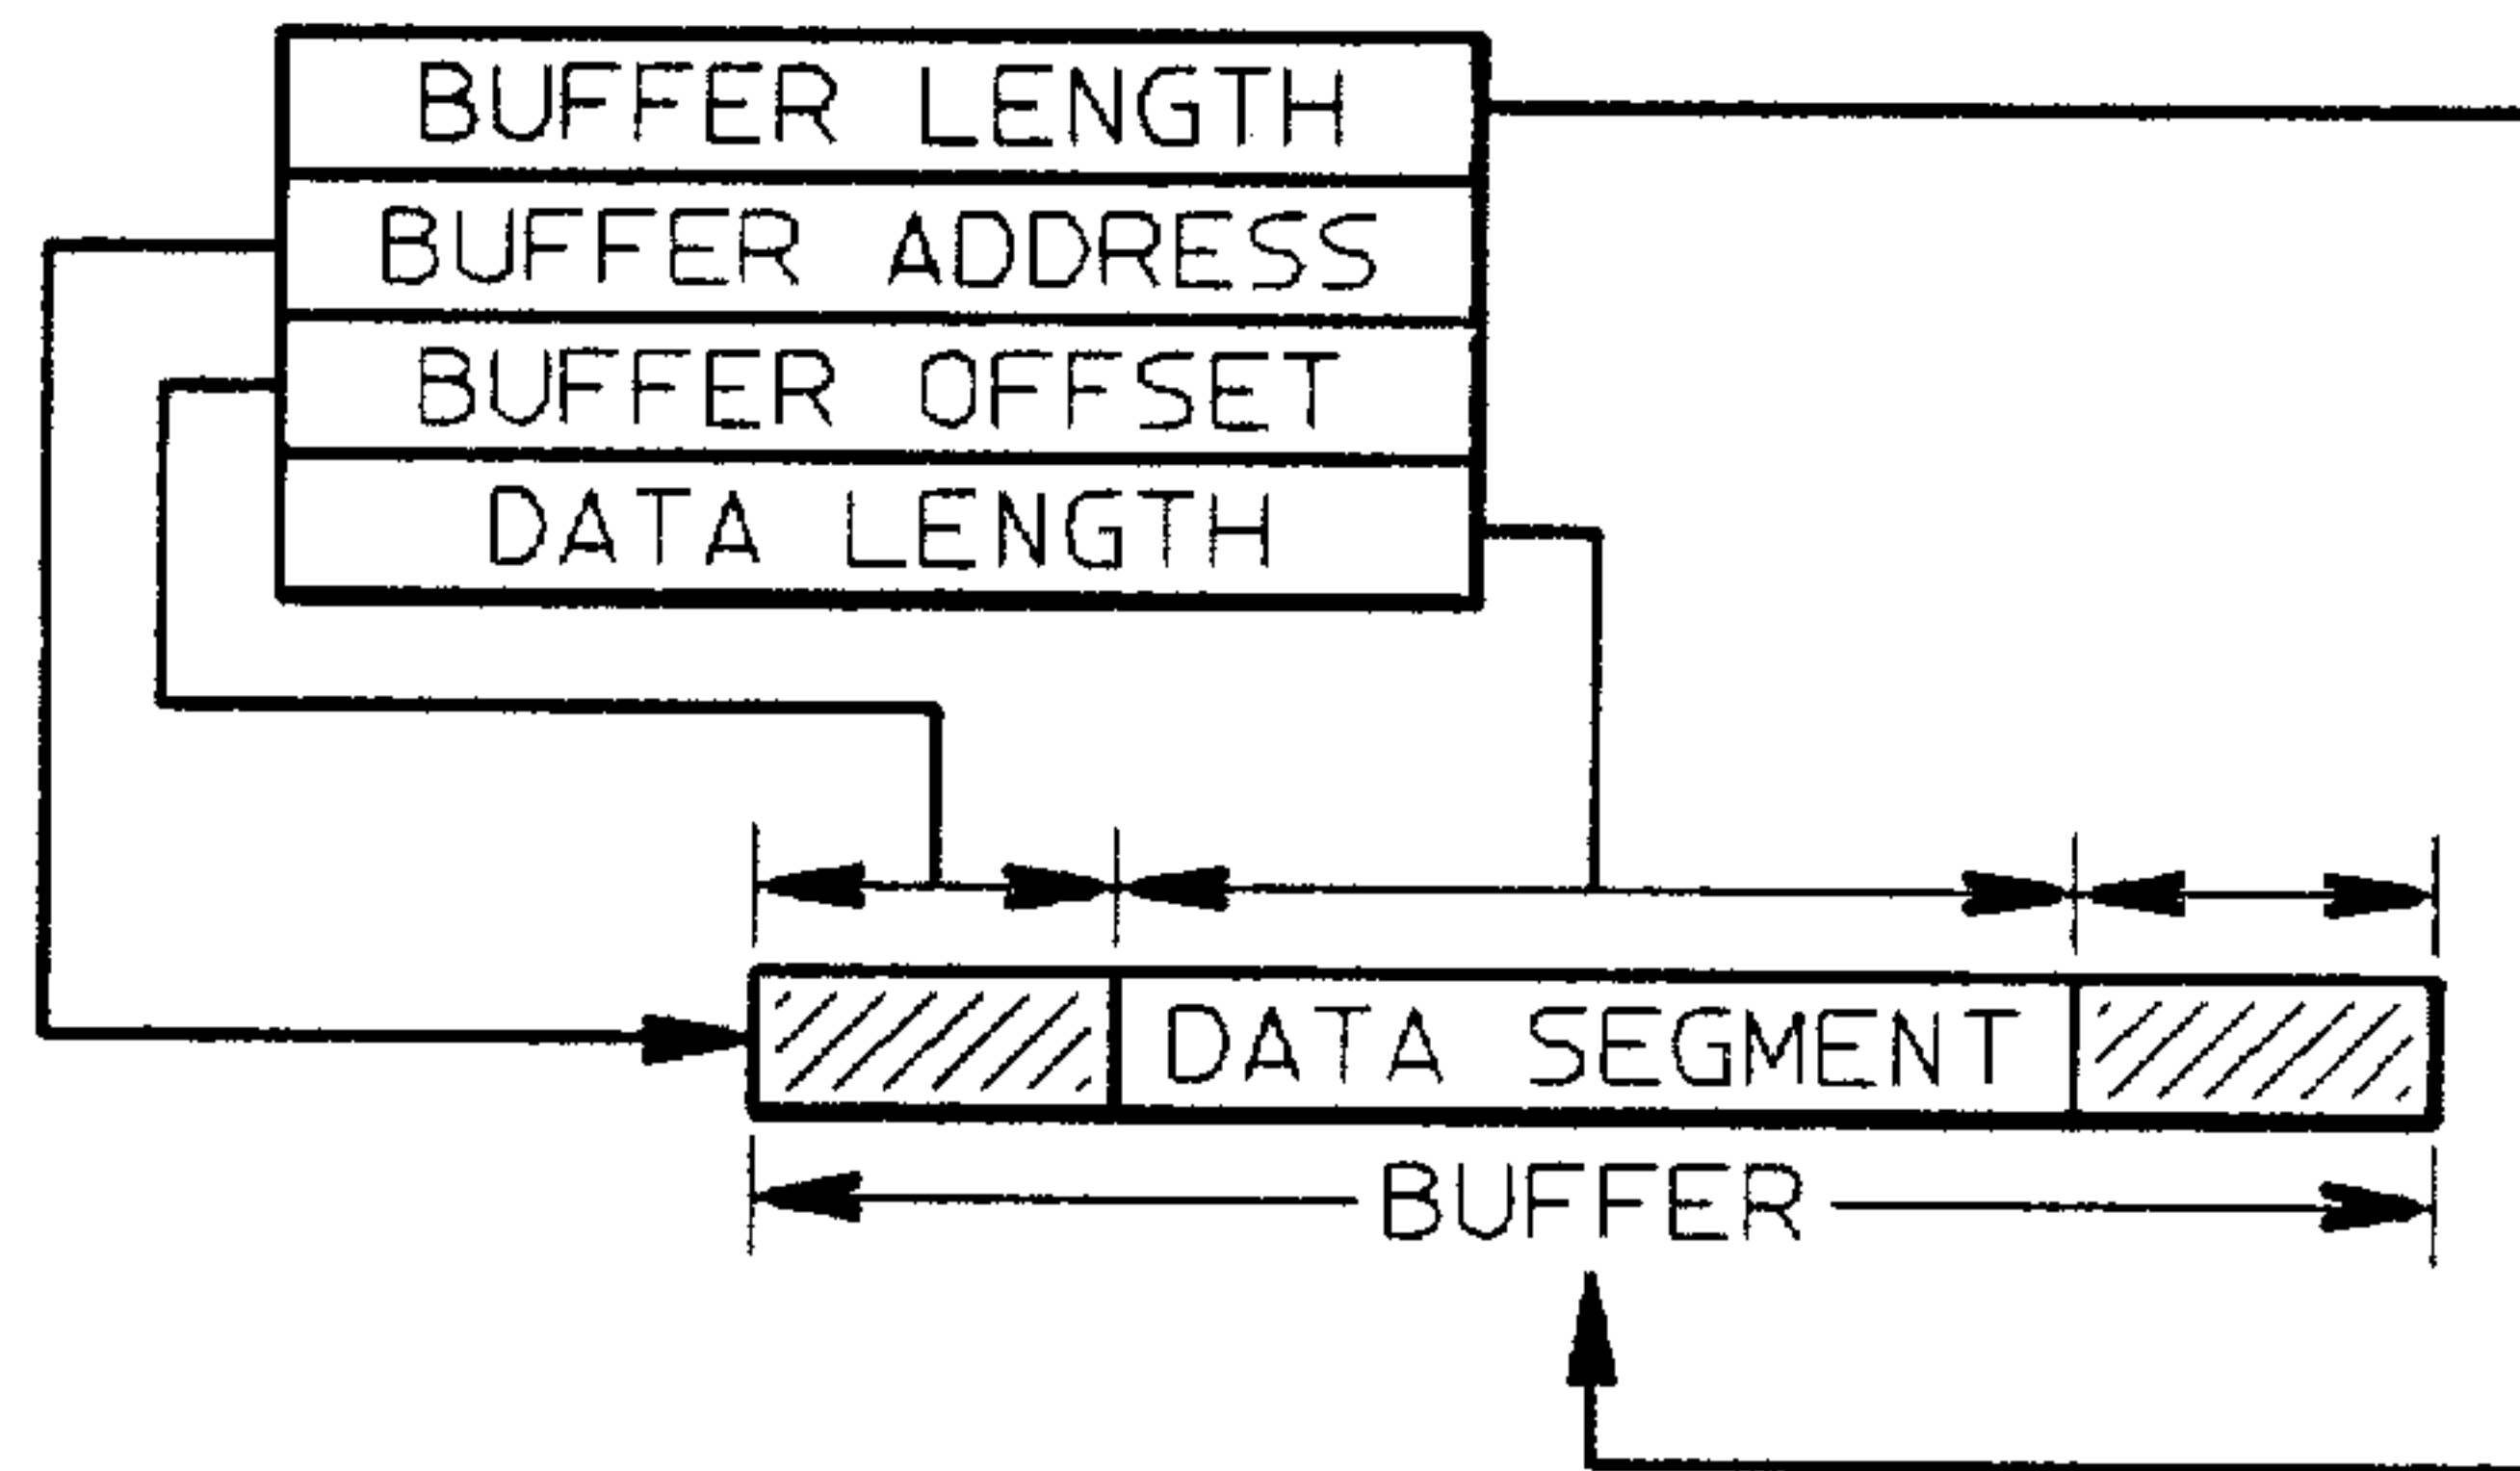 BUFFER LENGTH
BUFFER ADDRESS
BUFFER OFFSET
DATA LENGTH
DATA SEGMENT
BUFFER